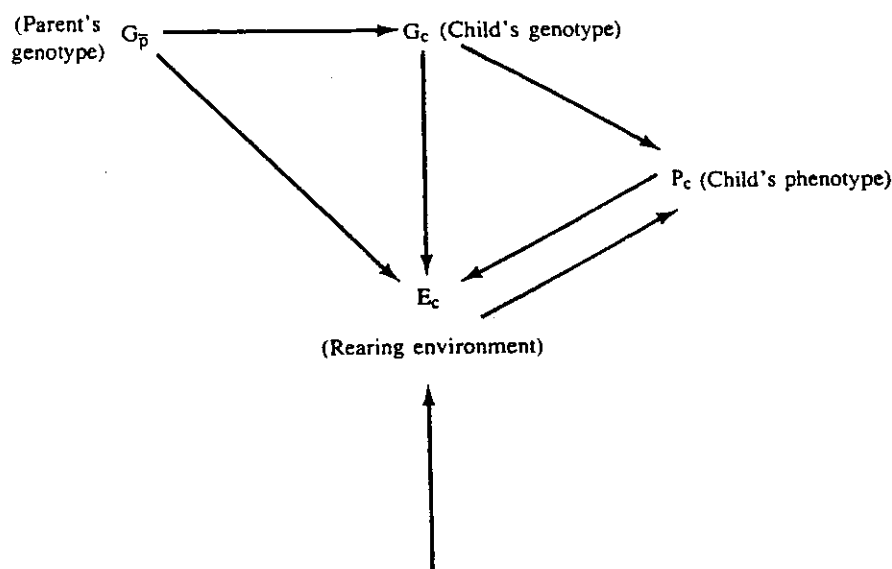 (Parent's
genotype) G_p̄
G_c (Child's genotype)
P_c (Child's phenotype)
E_c
(Rearing environment)